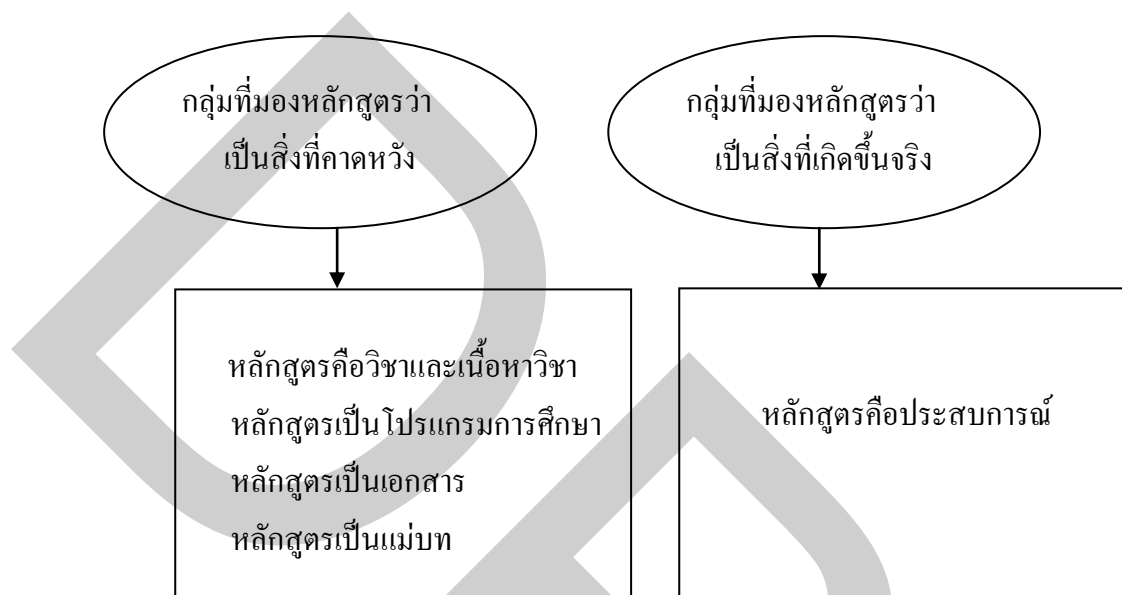 กลุ่มที่มองหลักสูตรว่า
เป็นสิ่งที่คาดหวัง
กลุ่มที่มองหลักสูตรว่า
เป็นสิ่งที่เกิดขึ้นจริง
หลักสูตรคือวิชาและเนื้อหาวิชา
หลักสูตรเป็นโปรแกรมการศึกษา
หลักสูตรเป็นเอกสาร
หลักสูตรเป็นแม่บท
หลักสูตรคือประสบการณ์